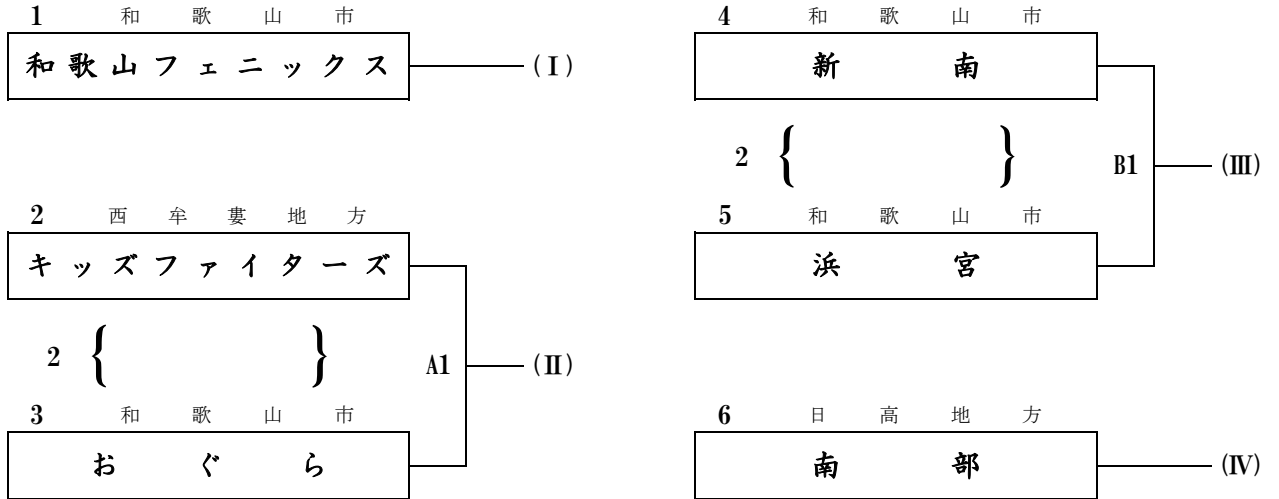 1 和歌山市
和歌山フェニックス
(Ⅰ)
2 西牟婁地方
キッズファイターズ
2 { }
A1
(Ⅱ)
3 和歌山市
おぐら
4 和歌山市
新南
2 { }
B1
(Ⅲ)
5 和歌山市
浜宮
6 日高地方
南部
(Ⅳ)